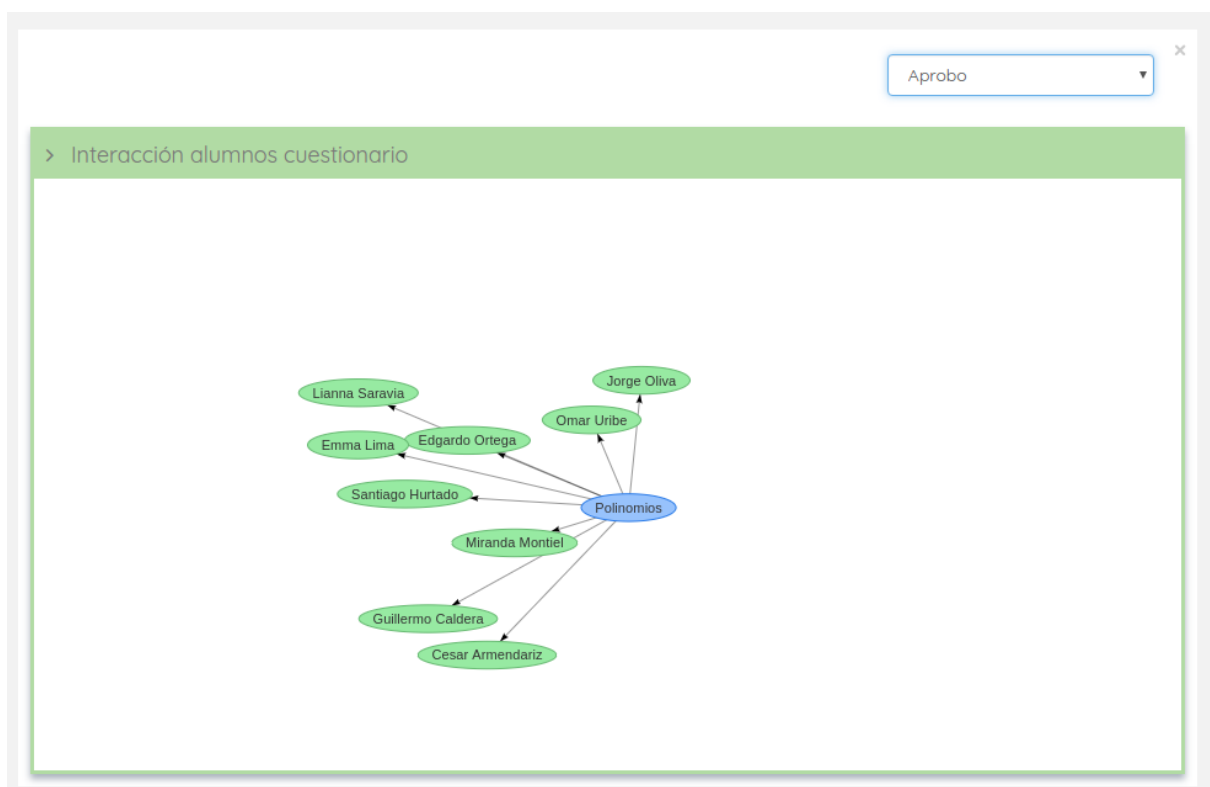 ×
Aprobo
Interacción alumnos cuestionario
Jorge Oliva
Lianna Saravia
Omar Uribe
Edgardo Ortega
Emma Lima
Santiago Hurtado
Polinomios
Miranda Montiel
Guillermo Caldera
Cesar Armendariz